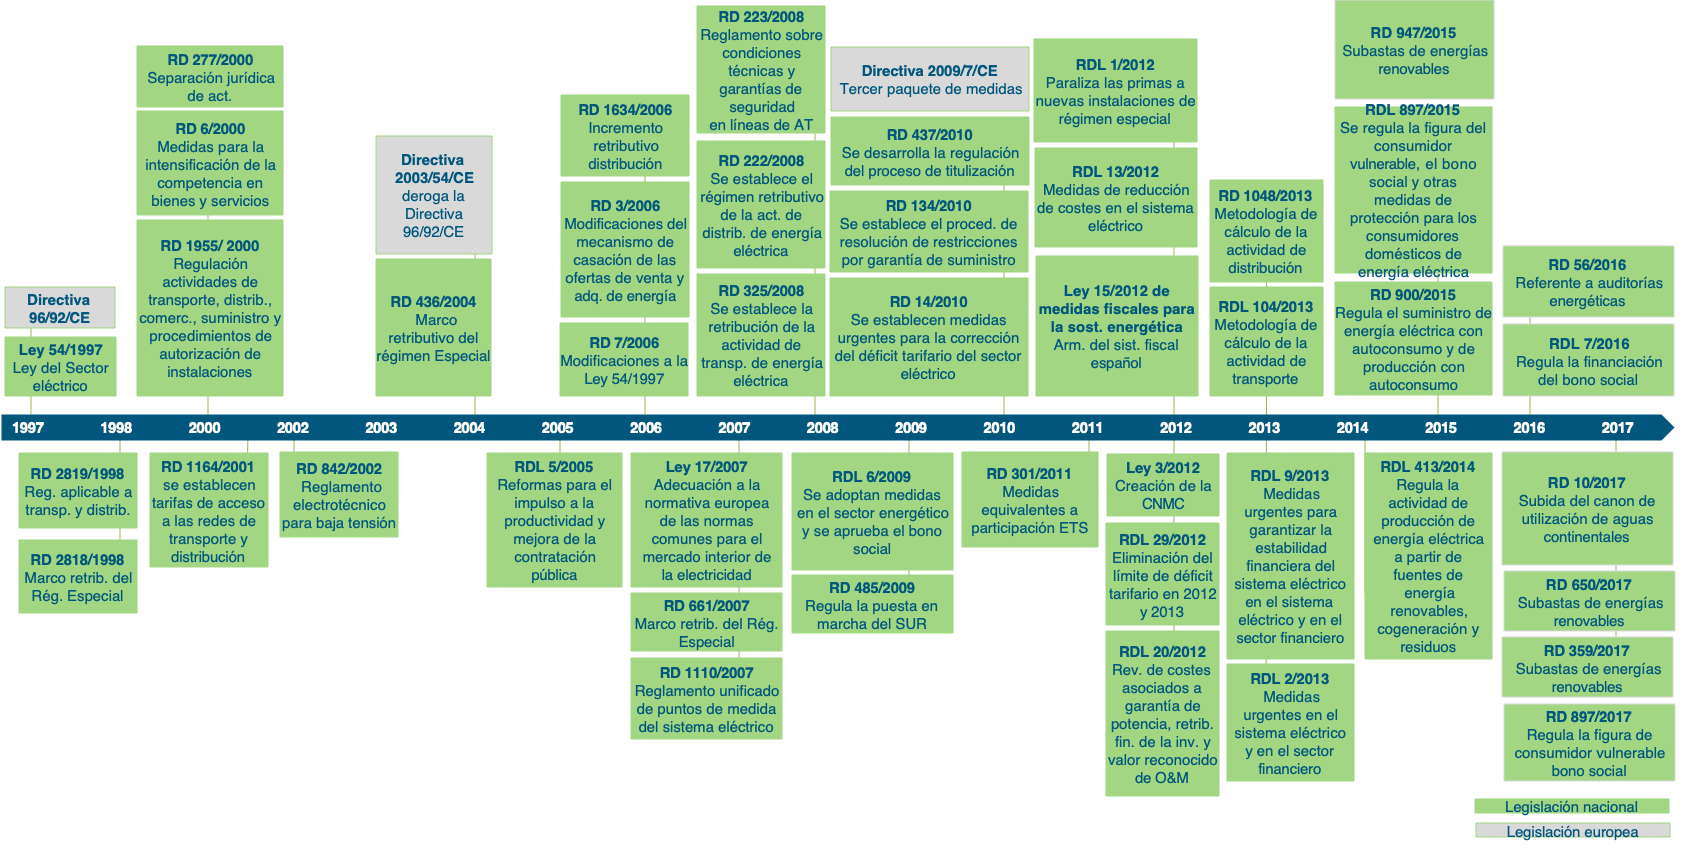 Directiva
96/92/CE
Ley 54/1997
Ley del Sector
eléctrico
RD 277/2000
Separación jurídica
de act.
RD 6/2000
Medidas para la
intensificación de la
competencia en
bienes y servicios
RD 1955/ 2000
Regulación
actividades de
transporte, distrib.,
comerc., suministro y
procedimientos de
autorización de
instalaciones
Directiva
2003/54/CE
deroga la
Directiva
96/92/CE
RD 436/2004
Marco
retributivo del
régimen Especial
RD 1634/2006
Incremento
retributivo
distribución
RD 3/2006
Modificaciones del
mecanismo de
casación de las
ofertas de venta y
adq. de energía
RD 7/2006
Modificaciones a la
Ley 54/1997
RD 223/2008
Reglamento sobre
condiciones
técnicas y
garantías de
seguridad
en líneas de AT
RD 222/2008
Se establece el
régimen retributivo
de la act. de
distrib. de energía
eléctrica
RD 325/2008
Se establece la
retribución de la
actividad de
transp. de energía
eléctrica
Directiva 2009/7/CE
Tercer paquete de medidas
RD 437/2010
Se desarrolla la regulación
del proceso de titulización
RD 134/2010
Se establece el proced. de
resolución de restricciones
por garantía de suministro
RD 14/2010
Se establecen medidas
urgentes para la corrección
del déficit tarifario del sector
eléctrico
RDL 1/2012
Paraliza las primas a
nuevas instalaciones de
régimen especial
RDL 13/2012
Medidas de reducción
de costes en el sistema
eléctrico
Ley 15/2012 de
medidas fiscales para
la sost. energética
Arm. del sist. fiscal
español
RD 1048/2013
Metodología de
cálculo de la
actividad de
distribución
RDL 104/2013
Metodología de
cálculo de la
actividad de
transporte
RD 947/2015
Subastas de energías
renovables
RDL 897/2015
Se regula la figura del
consumidor
vulnerable, el bono
social y otras
medidas de
protección para los
consumidores
domésticos de
energía eléctrica
RD 900/2015
Regula el suministro de
energía eléctrica con
autoconsumo y de
producción con
autoconsumo
RD 56/2016
Referente a auditorías
energéticas
RDL 7/2016
Regula la financiación
del bono social
1997 1998 2000 2002 2003 2004 2005 2006 2007 2008 2009 2010 2011 2012 2013 2014 2015 2016 2017
RD 2819/1998
Reg. aplicable a
transp. y distrib.
RD 2818/1998
Marco retrib. del
Rég. Especial
RD 1164/2001
se establecen
tarifas de acceso
a las redes de
transporte y
distribución
RD 842/2002
Reglamento
electrotécnico
para baja tensión
RDL 5/2005
Reformas para el
impulso a la
productividad y
mejora de la
contratación
pública
Ley 17/2007
Adecuación a la
normativa europea
de las normas
comunes para el
mercado interior de
la electricidad
RD 661/2007
Marco retrib. del Rég.
Especial
RD 1110/2007
Reglamento unificado
de puntos de medida
del sistema eléctrico
RDL 6/2009
Se adoptan medidas
en el sector energético
y se aprueba el bono
social
RD 485/2009
Regula la puesta en
marcha del SUR
RD 301/2011
Medidas
equivalentes a
participación ETS
Ley 3/2012
Creación de la
CNMC
RDL 29/2012
Eliminación del
límite de déficit
tarifario en 2012
y 2013
RDL 20/2012
Rev. de costes
asociados a
garantía de
potencia, retrib.
fin. de la inv. y
valor reconocido
de O&M
RDL 9/2013
Medidas
urgentes para
garantizar la
estabilidad
financiera del
sistema eléctrico
en el sistema
eléctrico y en el
sector financiero
RDL 2/2013
Medidas
urgentes en el
sistema eléctrico
y en el sector
financiero
RDL 413/2014
Regula la
actividad de
producción de
energía eléctrica
a partir de
fuentes de
energía
renovables,
cogeneración y
residuos
RD 10/2017
Subida del canon de
utilización de aguas
continentales
RD 650/2017
Subastas de energías
renovables
RD 359/2017
Subastas de energías
renovables
RD 897/2017
Regula la figura de
consumidor vulnerable
bono social
Legislación nacional
Legislación europea